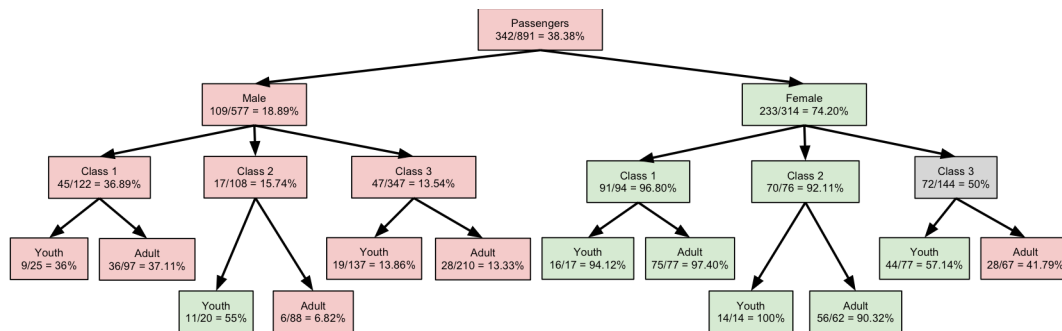 Passengers
342/891 = 38.38%
Male
109/577 = 18.89%
Female
233/314 = 74.20%
Class 1
45/122 = 36.89%
Class 2
17/108 = 15.74%
Class 3
47/347 = 13.54%
Class 1
91/94 = 96.80%
Class 2
70/76 = 92.11%
Class 3
72/144 = 50%
Youth
9/25 = 36%
Adult
36/97 = 37.11%
Youth
19/137 = 13.86%
Adult
28/210 = 13.33%
Youth
16/17 = 94.12%
Adult
75/77 = 97.40%
Youth
44/77 = 57.14%
Adult
28/67 = 41.79%
Youth
11/20 = 55%
Adult
6/88 = 6.82%
Youth
14/14 = 100%
Adult
56/62 = 90.32%